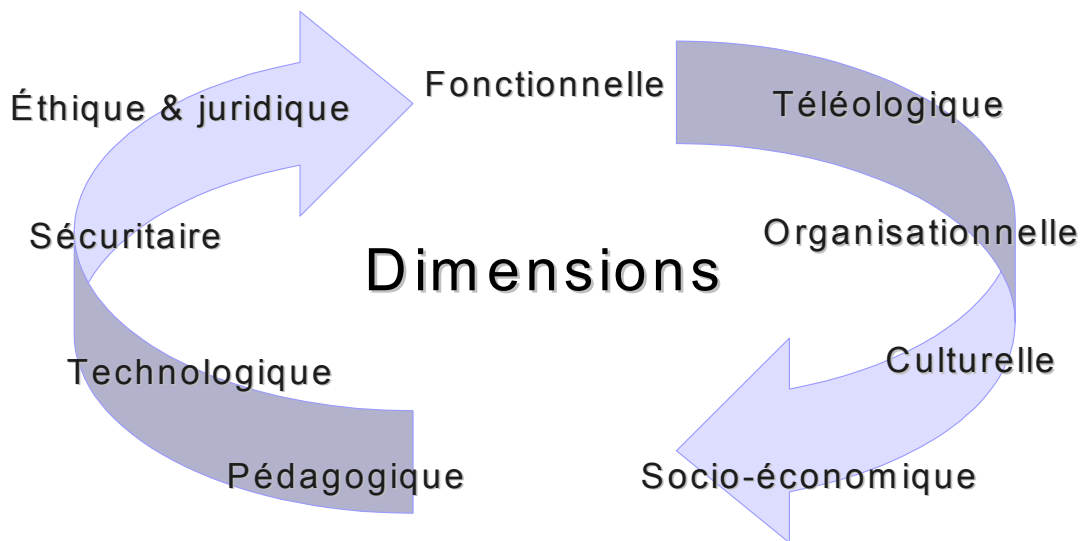 Fonctionnelle
Téléologique
Éthique & juridique
Organisationnelle
Sécuritaire
Dimensions
Culturelle
Technologique
Pédagogique
Socio-économique